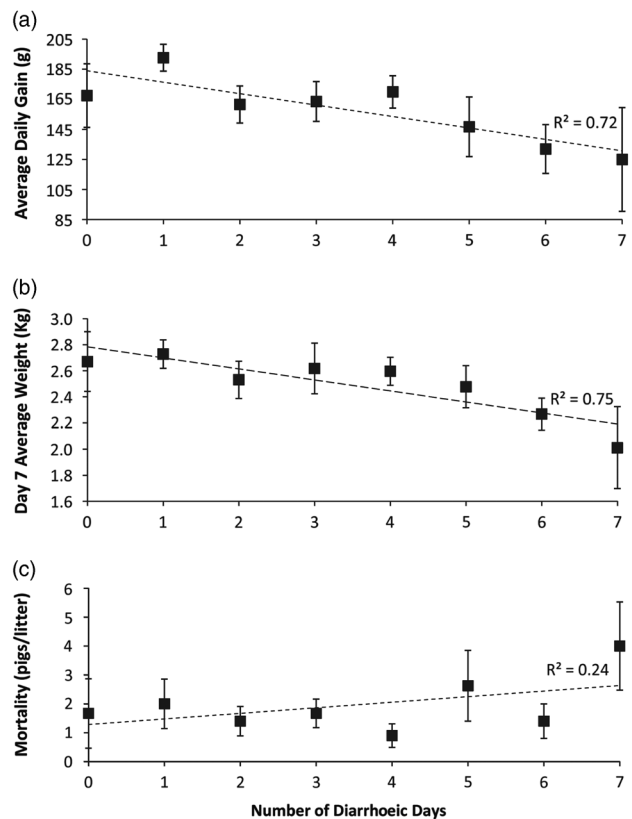 (a)
Average Daily Gain (g)
205
185
165
145
125
105
85
R² = 0.72
0 1 2 3 4 5 6 7
(b)
Day 7 Average Weight (Kg)
3.0
2.8
2.6
2.4
2.2
2.0
1.8
1.6
R² = 0.75
0 1 2 3 4 5 6 7
(c)
Mortality (pigs/litter)
6
5
4
3
2
1
0
R² = 0.24
0 1 2 3 4 5 6 7
Number of Diarrhoeic Days